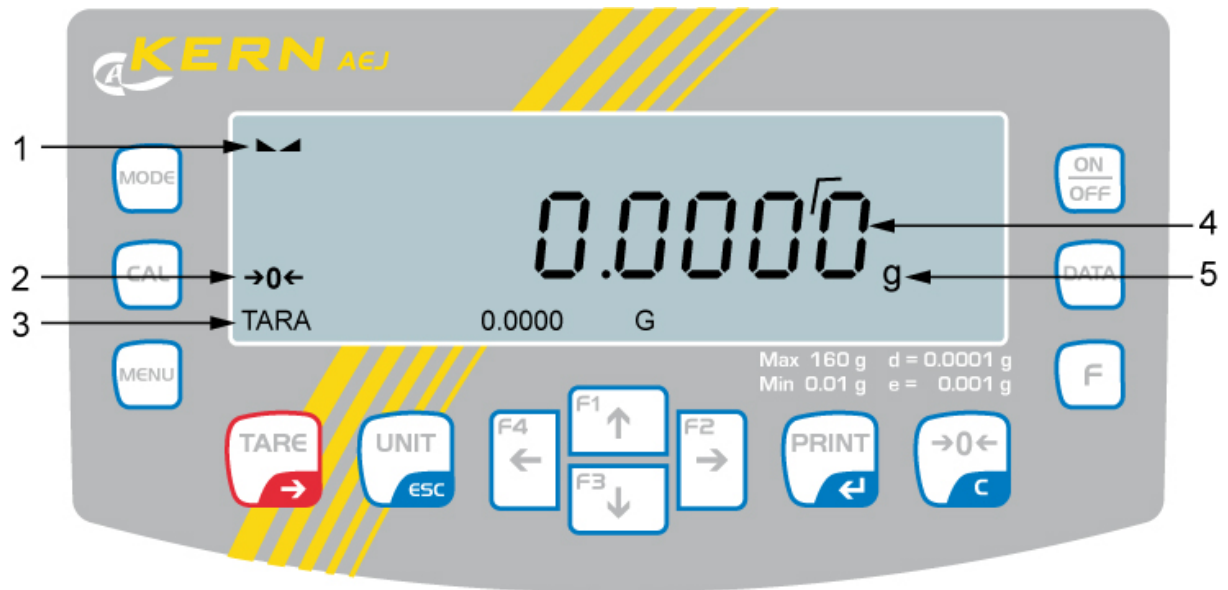 KERN AEJ
1
MODE
ON
OFF
0.0000
4
2
CAL
→0←
g
5
DATA
3
TARA 0.0000 G
MENU
Max 160 g d = 0.0001 g
Min 0.01 g e = 0.001 g
F
TARE
→
UNIT
ESC
F4
←
F1
↑
F3
↓
F2
→
PRINT
↵
→0←
C